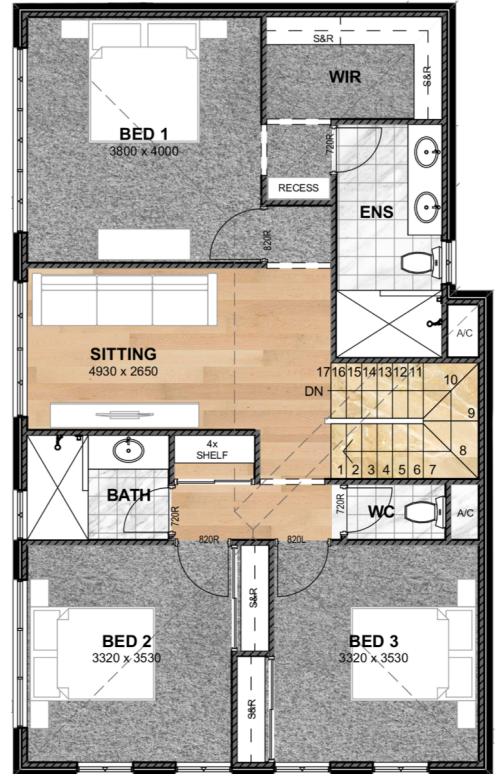 S&R
S&R
WIR
BED 1
3800 x 4000
720R
RECESS
ENS
820R
A/C
SITTING
4930 x 2650
17 16 15 14 13 12 11
10
DN
9
8
1 2 3 4 5 6 7
4x
SHELF
BATH
720R
720R
WC
A/C
820R
820L
S&R
BED 2
3320 x 3530
BED 3
3320 x 3530
S&R